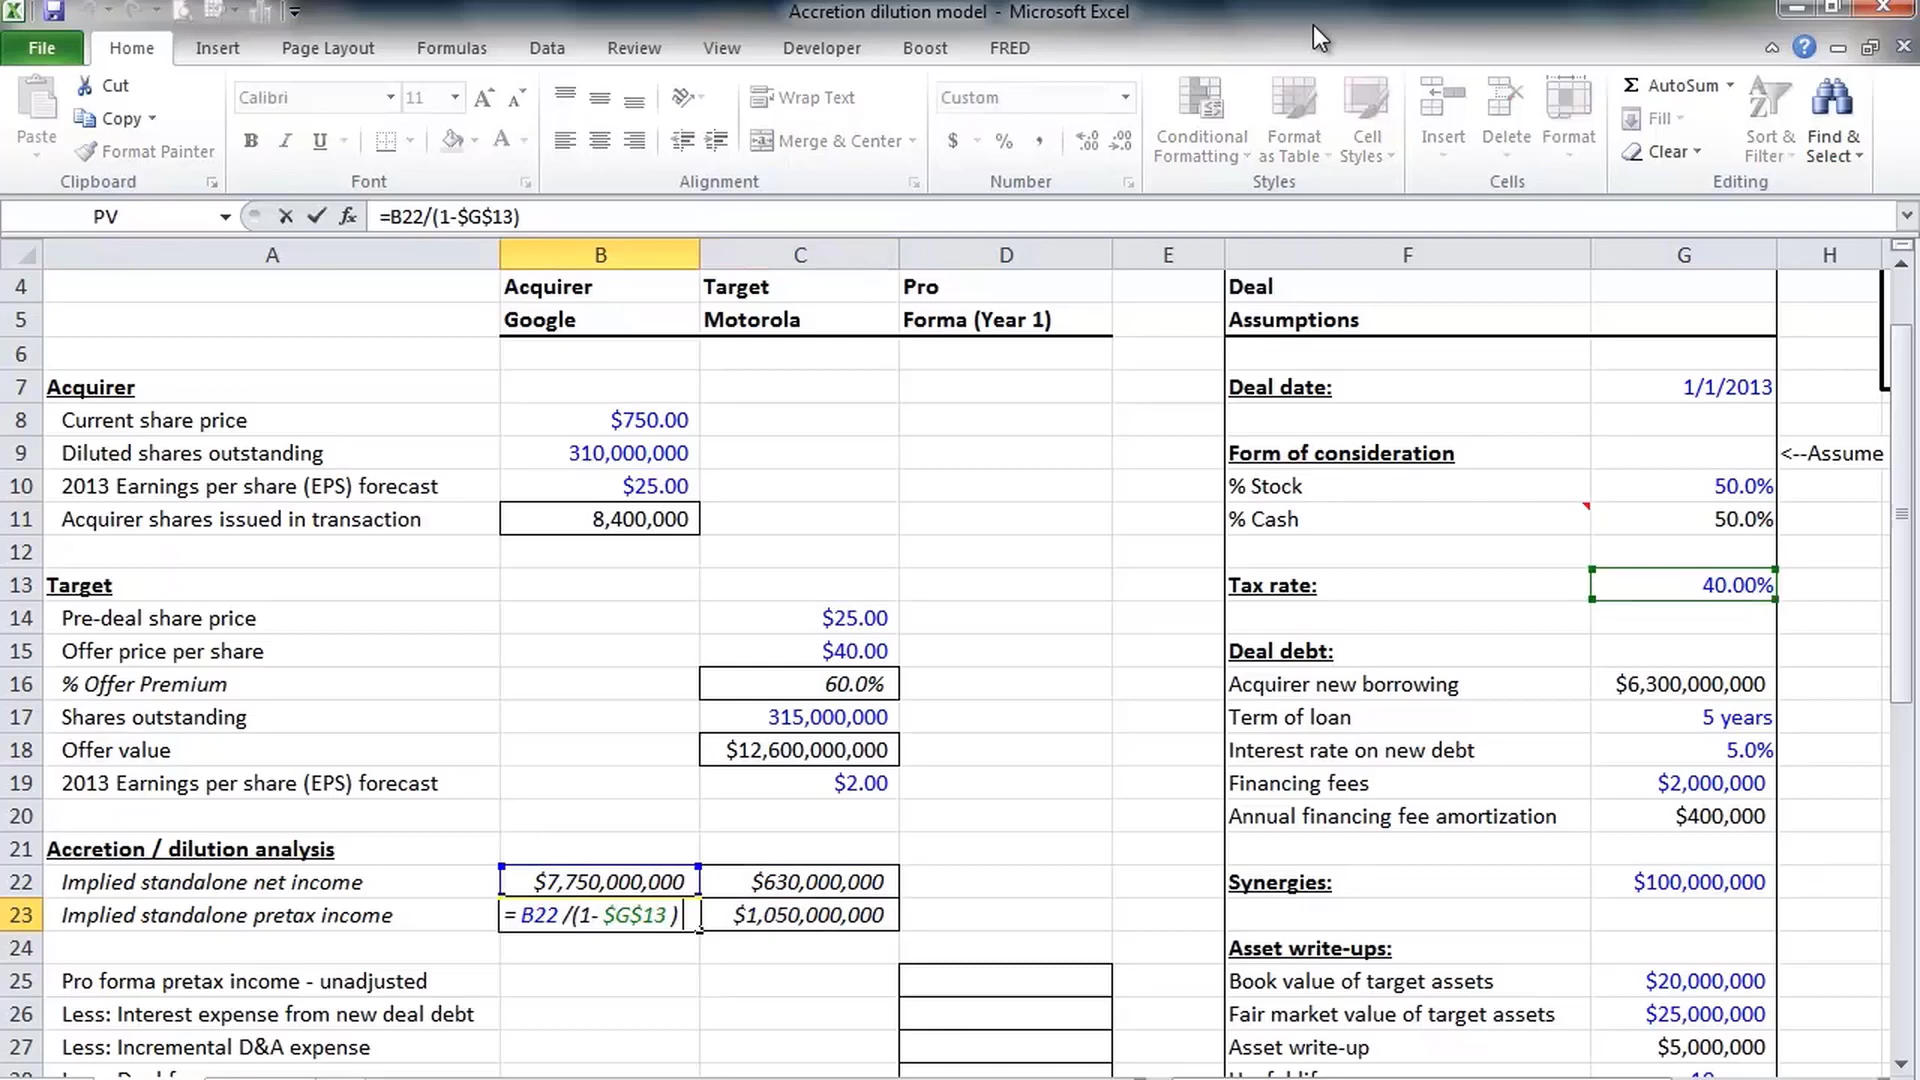 Accretion dilution model - Microsoft Excel
File Home Insert Page Layout Formulas Data Review View Developer Boost FRED
Paste
Cut
Copy
Format Painter
Clipboard
Calibri 11
B I U
Font
Wrap Text
Merge & Center
Alignment
Custom
$ % ,
Number
Conditional Formatting
Format as Table
Cell Styles
Styles
Insert Delete Format
Cells
Σ AutoSum
Fill
Clear
Sort & Filter
Find & Select
Editing
PV fx =B22/(1-$G$13)
A B C D E F G H
4 Acquirer Target Pro Deal
5 Google Motorola Forma (Year 1) Assumptions
6
7 Acquirer Deal date: 1/1/2013
8 Current share price $750.00
9 Diluted shares outstanding 310,000,000 Form of consideration <--Assume
10 2013 Earnings per share (EPS) forecast $25.00 % Stock 50.0%
11 Acquirer shares issued in transaction 8,400,000 % Cash 50.0%
12
13 Target Tax rate: 40.00%
14 Pre-deal share price $25.00
15 Offer price per share $40.00 Deal debt:
16 % Offer Premium 60.0% Acquirer new borrowing $6,300,000,000
17 Shares outstanding 315,000,000 Term of loan 5 years
18 Offer value $12,600,000,000 Interest rate on new debt 5.0%
19 2013 Earnings per share (EPS) forecast $2.00 Financing fees $2,000,000
20 Annual financing fee amortization $400,000
21 Accretion / dilution analysis
22 Implied standalone net income $7,750,000,000 $630,000,000 Synergies: $100,000,000
23 Implied standalone pretax income =B22/(1-$G$13) $1,050,000,000
24 Asset write-ups:
25 Pro forma pretax income - unadjusted Book value of target assets $20,000,000
26 Less: Interest expense from new deal debt Fair market value of target assets $25,000,000
27 Less: Incremental D&A expense Asset write-up $5,000,000